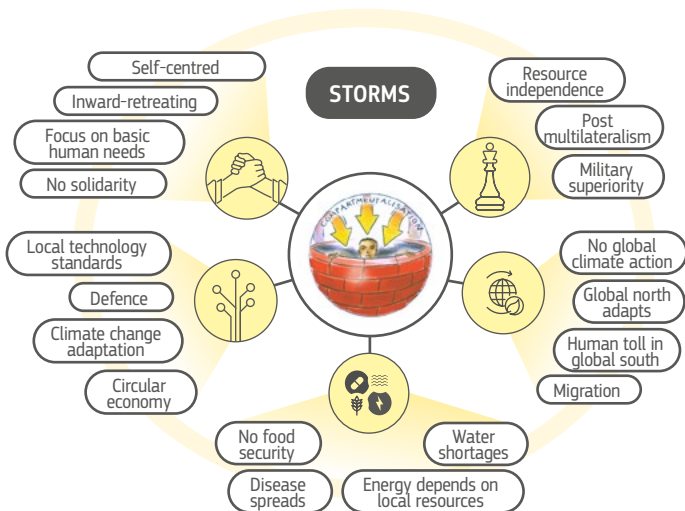 STORMS
Self-centred
Inward-retreating
Focus on basic
human needs
No solidarity
Resource
independence
Post
multilateralism
Military
superiority
COMPARTMENTALISATION
Local technology
standards
Defence
Climate change
adaptation
Circular
economy
No global
climate action
Global north
adapts
Human toll in
global south
Migration
No food
security
Disease
spreads
Water
shortages
Energy depends on
local resources